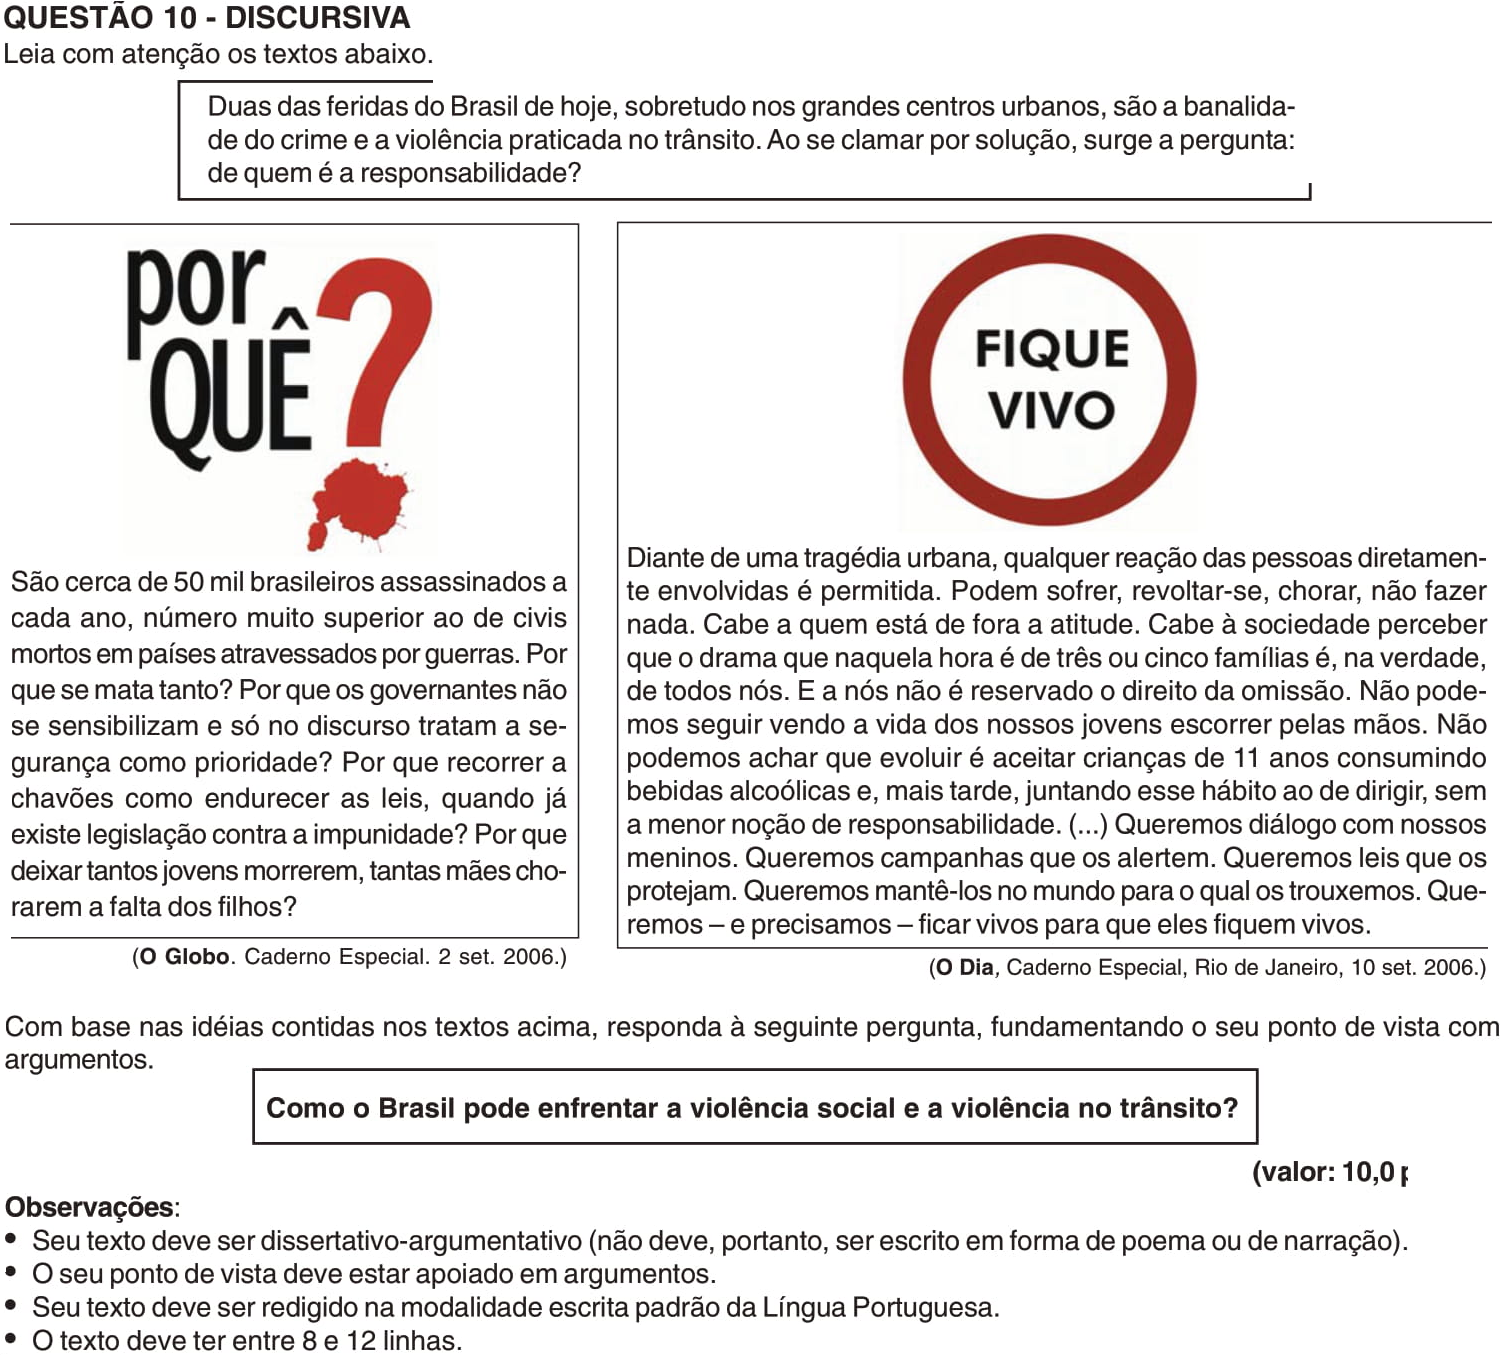 QUESTÃO 10 - DISCURSIVA
Leia com atenção os textos abaixo.
Duas das feridas do Brasil de hoje, sobretudo nos grandes centros urbanos, são a banalida-
de do crime e a violência praticada no trânsito. Ao se clamar por solução, surge a pergunta:
de quem é a responsabilidade?
por
QUÊ?
São cerca de 50 mil brasileiros assassinados a
cada ano, número muito superior ao de civis
mortos em países atravessados por guerras. Por
que se mata tanto? Por que os governantes não
se sensibilizam e só no discurso tratam a se-
gurança como prioridade? Por que recorrer a
chavões como endurecer as leis, quando já
existe legislação contra a impunidade? Por que
deixar tantos jovens morrerem, tantas mães cho-
rarem a falta dos filhos?
(O Globo. Caderno Especial. 2 set. 2006.)
FIQUE
VIVO
Diante de uma tragédia urbana, qualquer reação das pessoas diretamen-
te envolvidas é permitida. Podem sofrer, revoltar-se, chorar, não fazer
nada. Cabe a quem está de fora a atitude. Cabe à sociedade perceber
que o drama que naquela hora é de três ou cinco famílias é, na verdade,
de todos nós. E a nós não é reservado o direito da omissão. Não pode-
mos seguir vendo a vida dos nossos jovens escorrer pelas mãos. Não
podemos achar que evoluir é aceitar crianças de 11 anos consumindo
bebidas alcoólicas e, mais tarde, juntando esse hábito ao de dirigir, sem
a menor noção de responsabilidade. (...) Queremos diálogo com nossos
meninos. Queremos campanhas que os alertem. Queremos leis que os
protejam. Queremos mantê-los no mundo para o qual os trouxemos. Que-
remos – e precisamos – ficar vivos para que eles fiquem vivos.
(O Dia, Caderno Especial, Rio de Janeiro, 10 set. 2006.)
Com base nas idéias contidas nos textos acima, responda à seguinte pergunta, fundamentando o seu ponto de vista com
argumentos.
Como o Brasil pode enfrentar a violência social e a violência no trânsito?
(valor: 10,0
Observações:
• Seu texto deve ser dissertativo-argumentativo (não deve, portanto, ser escrito em forma de poema ou de narração).
• O seu ponto de vista deve estar apoiado em argumentos.
• Seu texto deve ser redigido na modalidade escrita padrão da Língua Portuguesa.
• O texto deve ter entre 8 e 12 linhas.